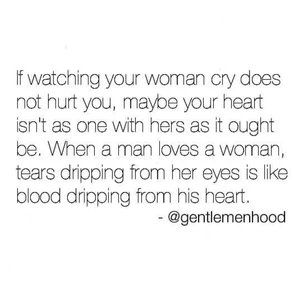 If watching your woman cry does
not hurt you, maybe your heart
isn't as one with hers as it ought
be. When a man loves a woman,
tears dripping from her eyes is like
blood dripping from his heart.
- @gentlemenhood